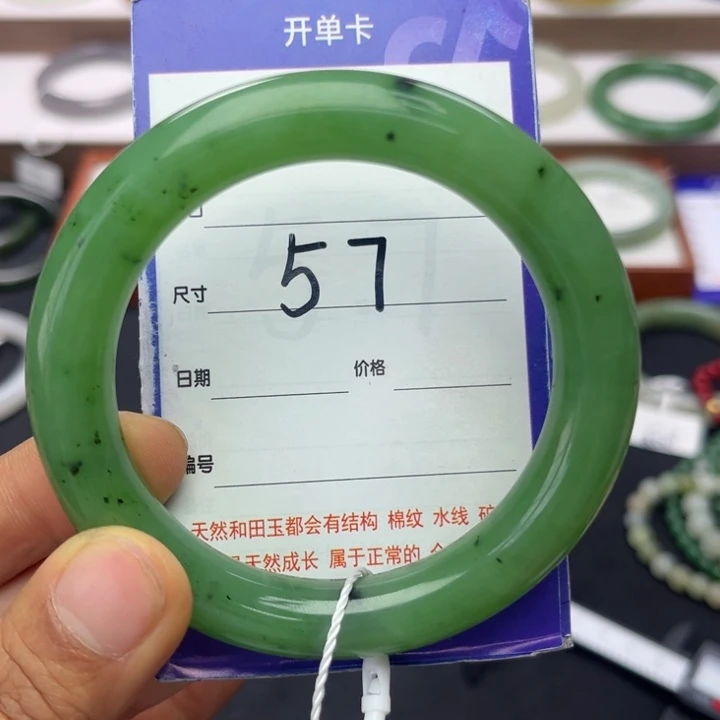 开单卡
尺寸 57
日期 价格
编号
天然和田玉都会有结构 棉纹 水线 矿
天然成长 属于正常的